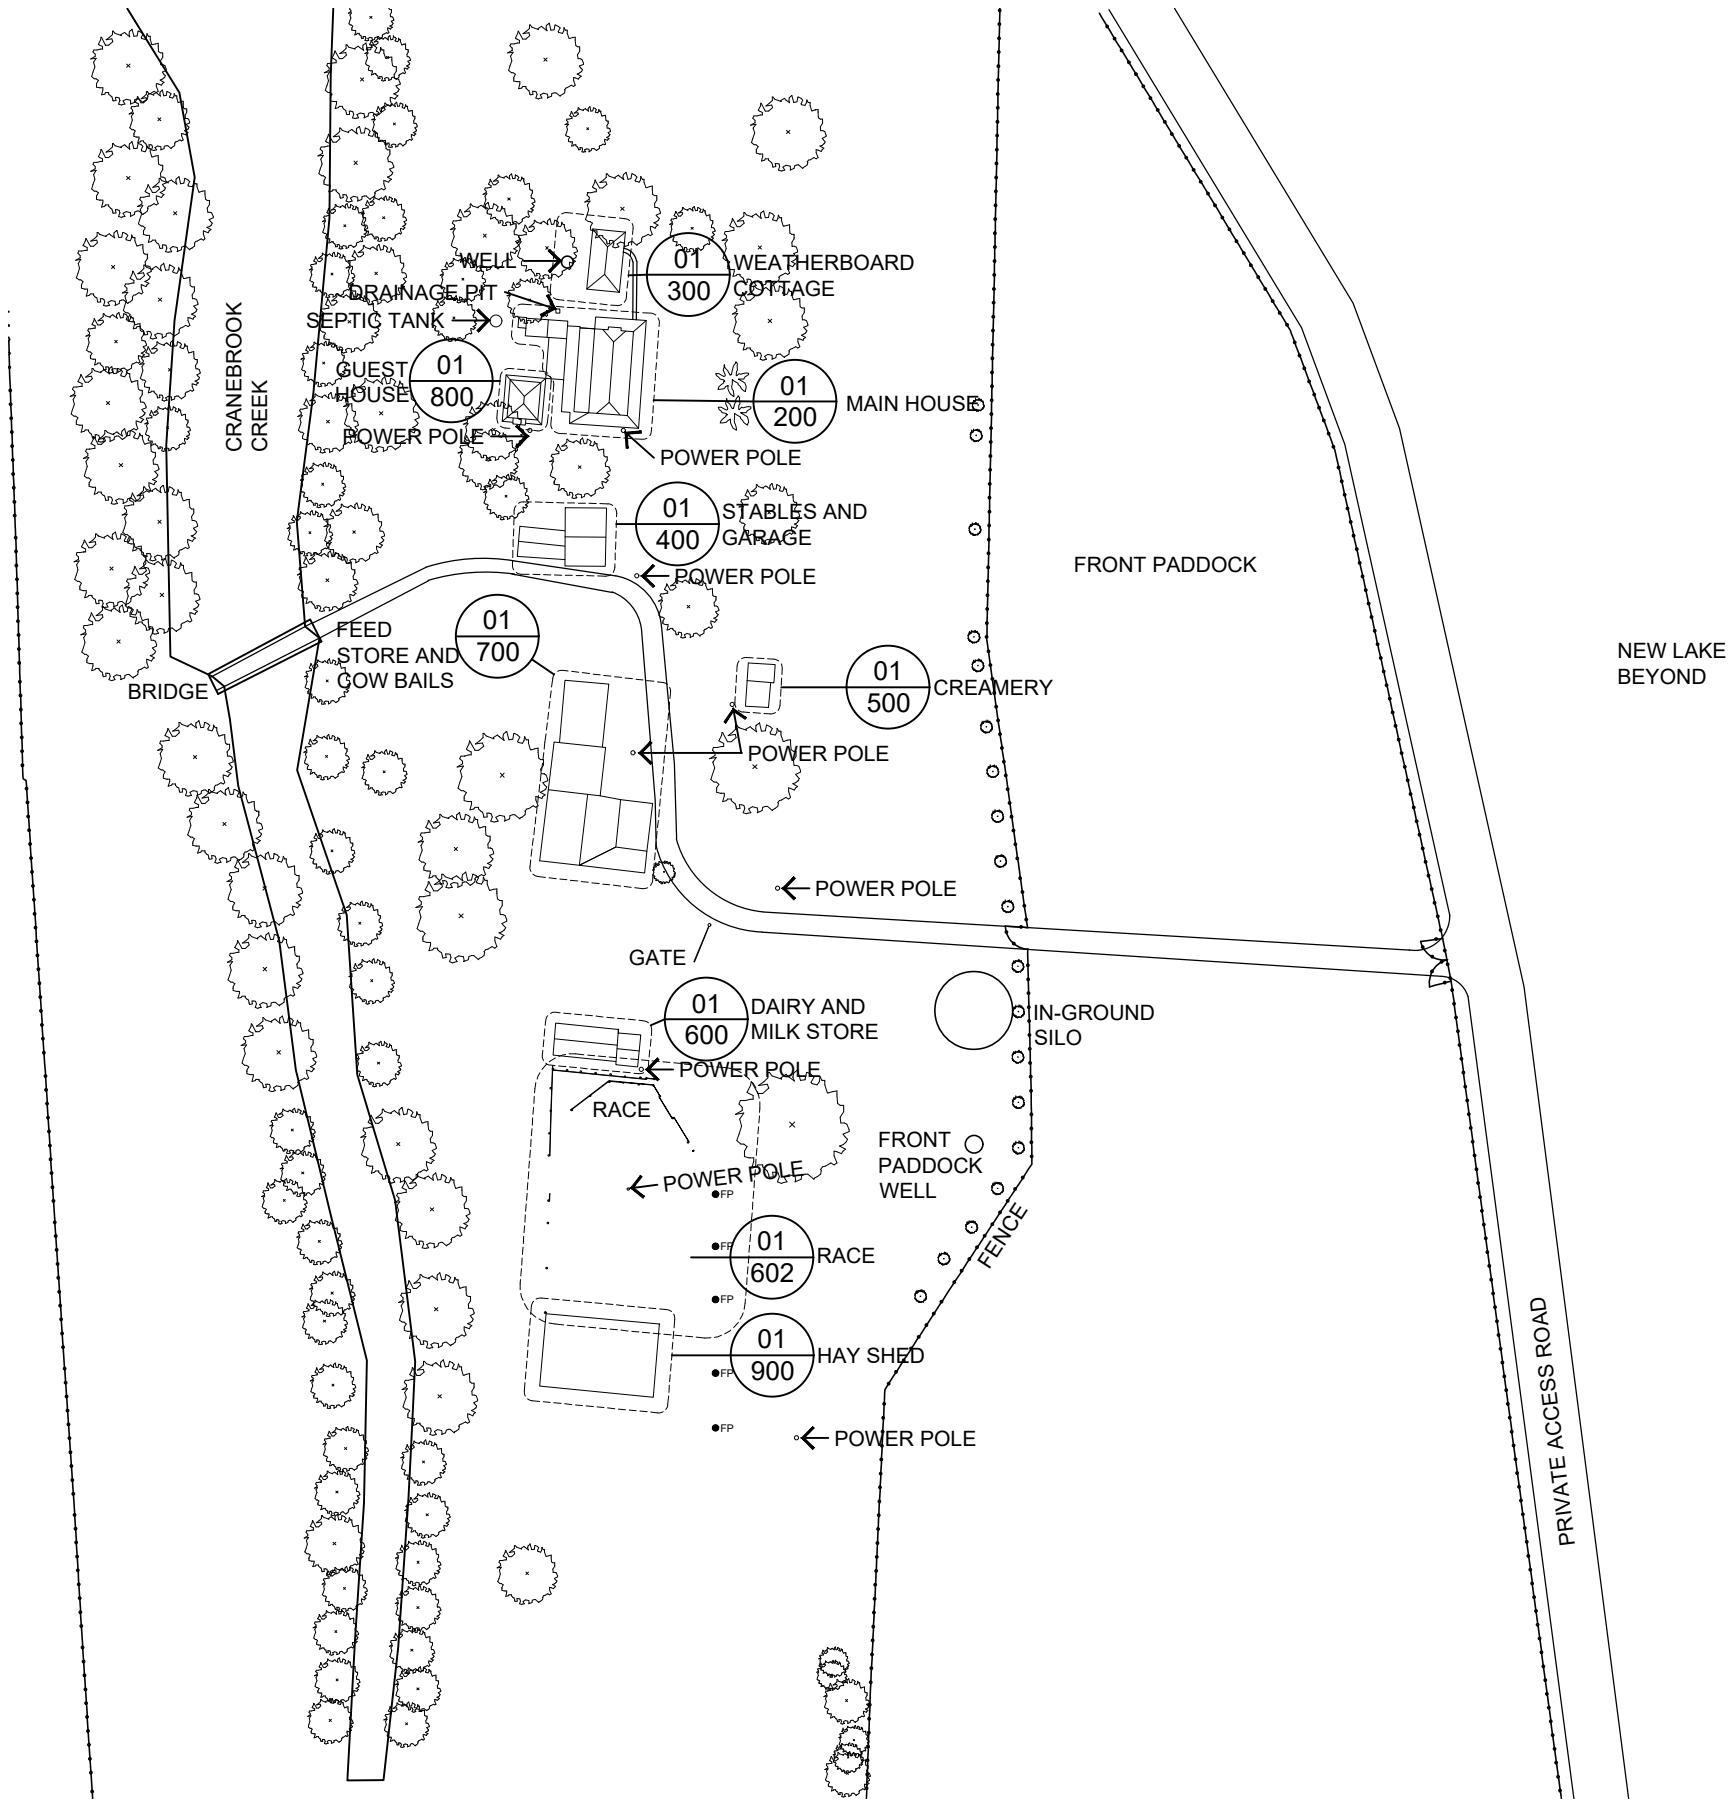 WELL
01
300
WEATHERBOARD
COTTAGE
DRAINAGE PIT
SEPTIC TANK
CRANEBROOK
CREEK
GUEST
HOUSE
01
800
01
200
MAIN HOUSE
POWER POLE
POWER POLE
01
400
STABLES AND
GARAGE
POWER POLE
FRONT PADDOCK
NEW LAKE
BEYOND
FEED
STORE AND
COW BAILS
01
700
BRIDGE
01
500
CREAMERY
POWER POLE
POWER POLE
GATE
01
600
DAIRY AND
MILK STORE
IN-GROUND
SILO
POWER POLE
RACE
FRONT
PADDOCK
WELL
POWER POLE
FP
FENCE
FP
01
602
RACE
FP
01
900
HAY SHED
FP
FP
POWER POLE
PRIVATE ACCESS ROAD